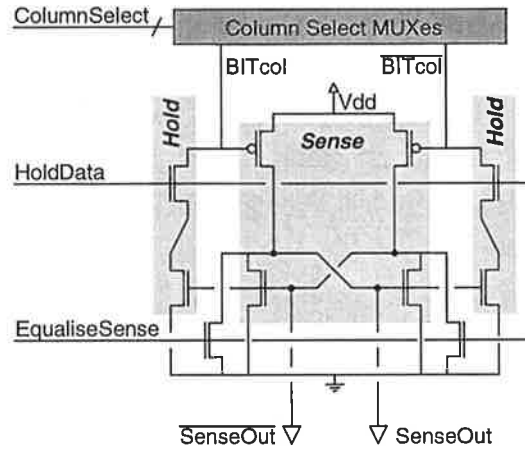 ColumnSelect
Column Select MUXes
BITcol
BITcol
Vdd
Hold
Sense
Hold
HoldData
EqualiseSense
SenseOut
SenseOut